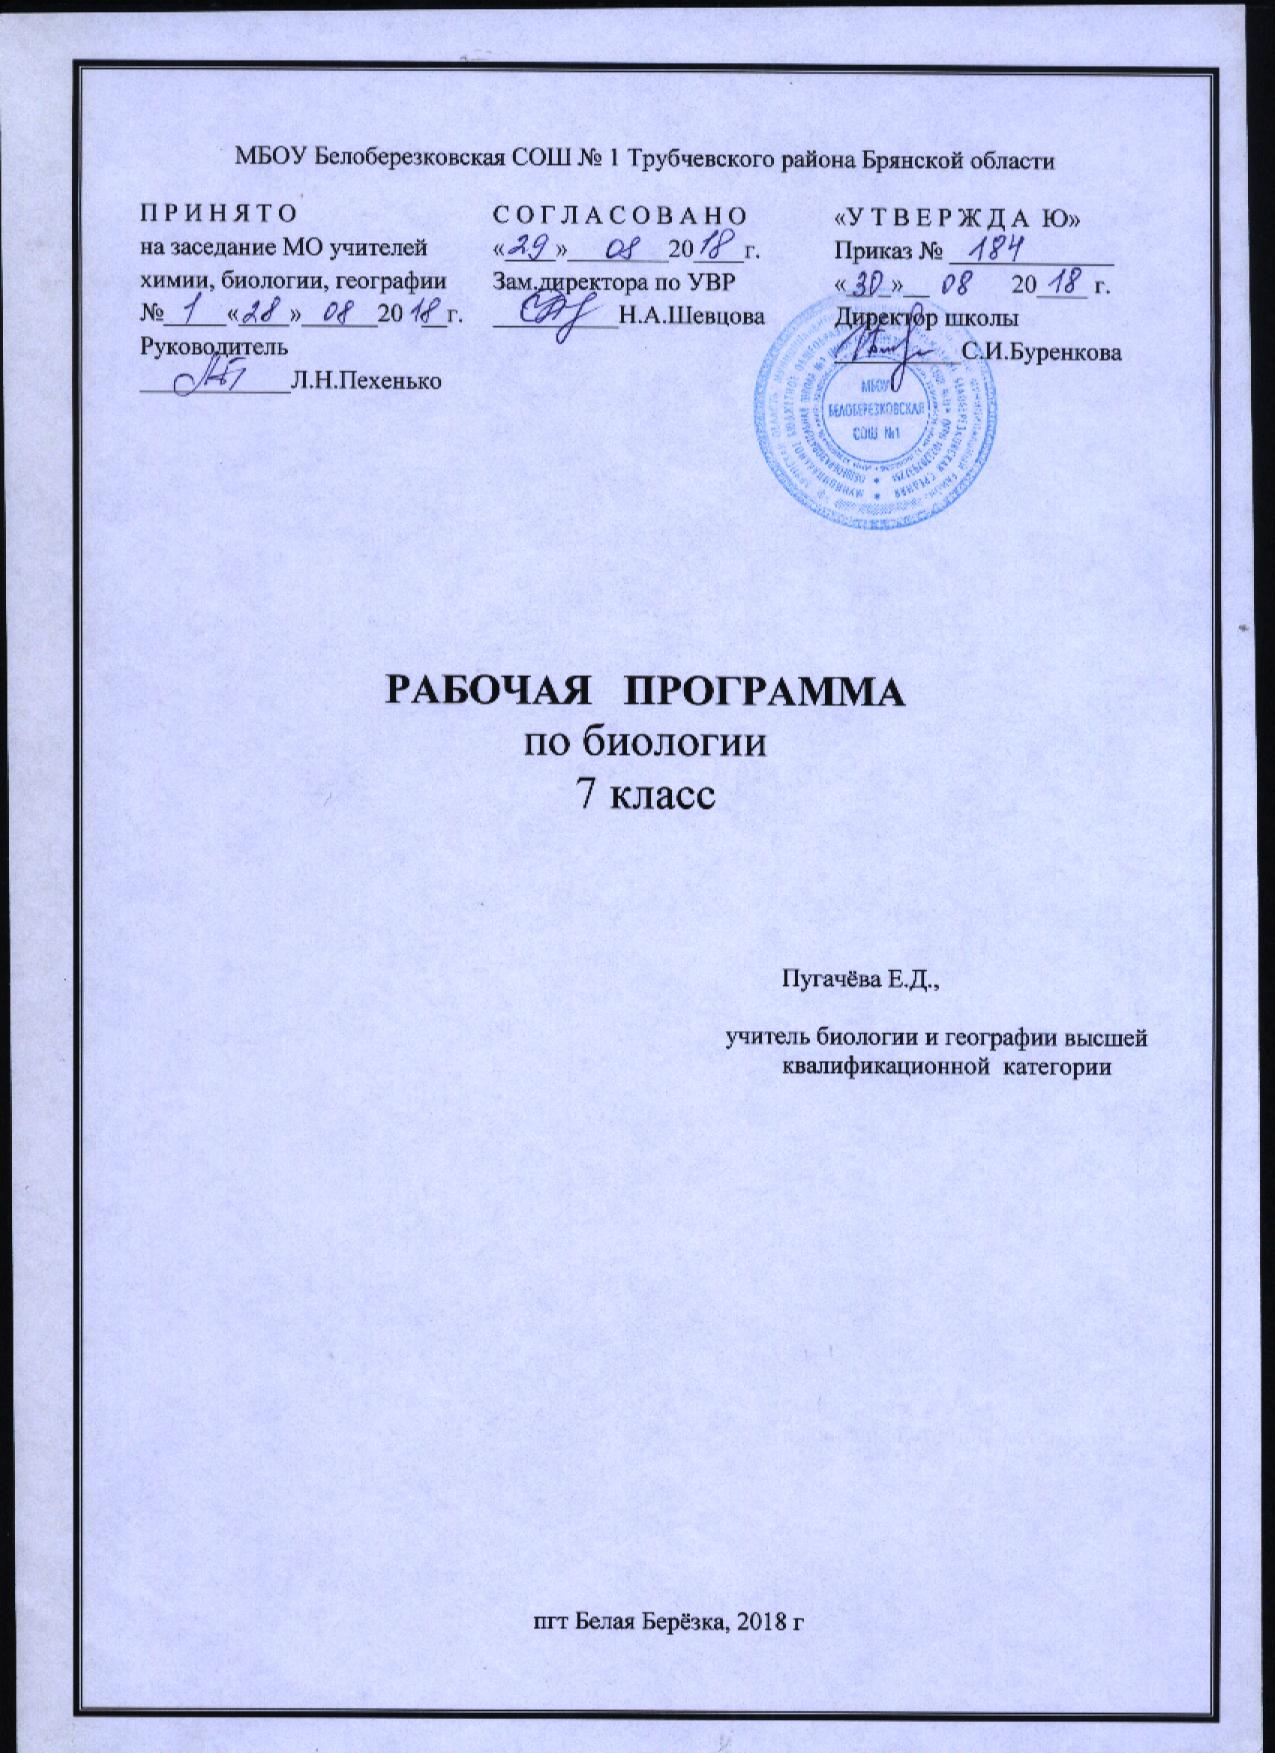 МБОУ Белоберезковская СОШ № 1 Трубчевского района Брянской области
П Р И Н Я Т О
на заседание МО учителей
химии, биологии, географии
№ 1 «28» 08 2018г.
Руководитель
Л.Н.Пехенько
С О Г Л А С О В А Н О
«29» 08 2018г.
Зам.директора по УВР
Н.А.Шевцова
«У Т В Е Р Ж Д А Ю»
Приказ № 184
«30» 08 2018 г.
Директор школы
С.И.Буренкова
МБОУ
БЕЛОБЕРЕЗКОВСКАЯ
СОШ №1
РАБОЧАЯ ПРОГРАММА
по биологии
7 класс
Пугачёва Е.Д.,
учитель биологии и географии высшей
квалификационной категории
пгт Белая Берёзка, 2018 г